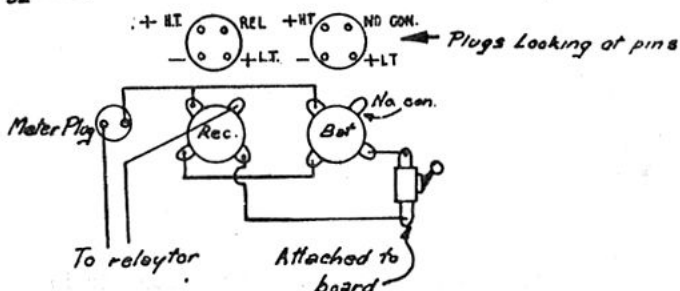 + H.T. REL + HT NO CON.
- +L.T. - +LT
Plugs Looking at pins
No con.
Meter Plug Rec. Bat
To relaytor
Attached to
board